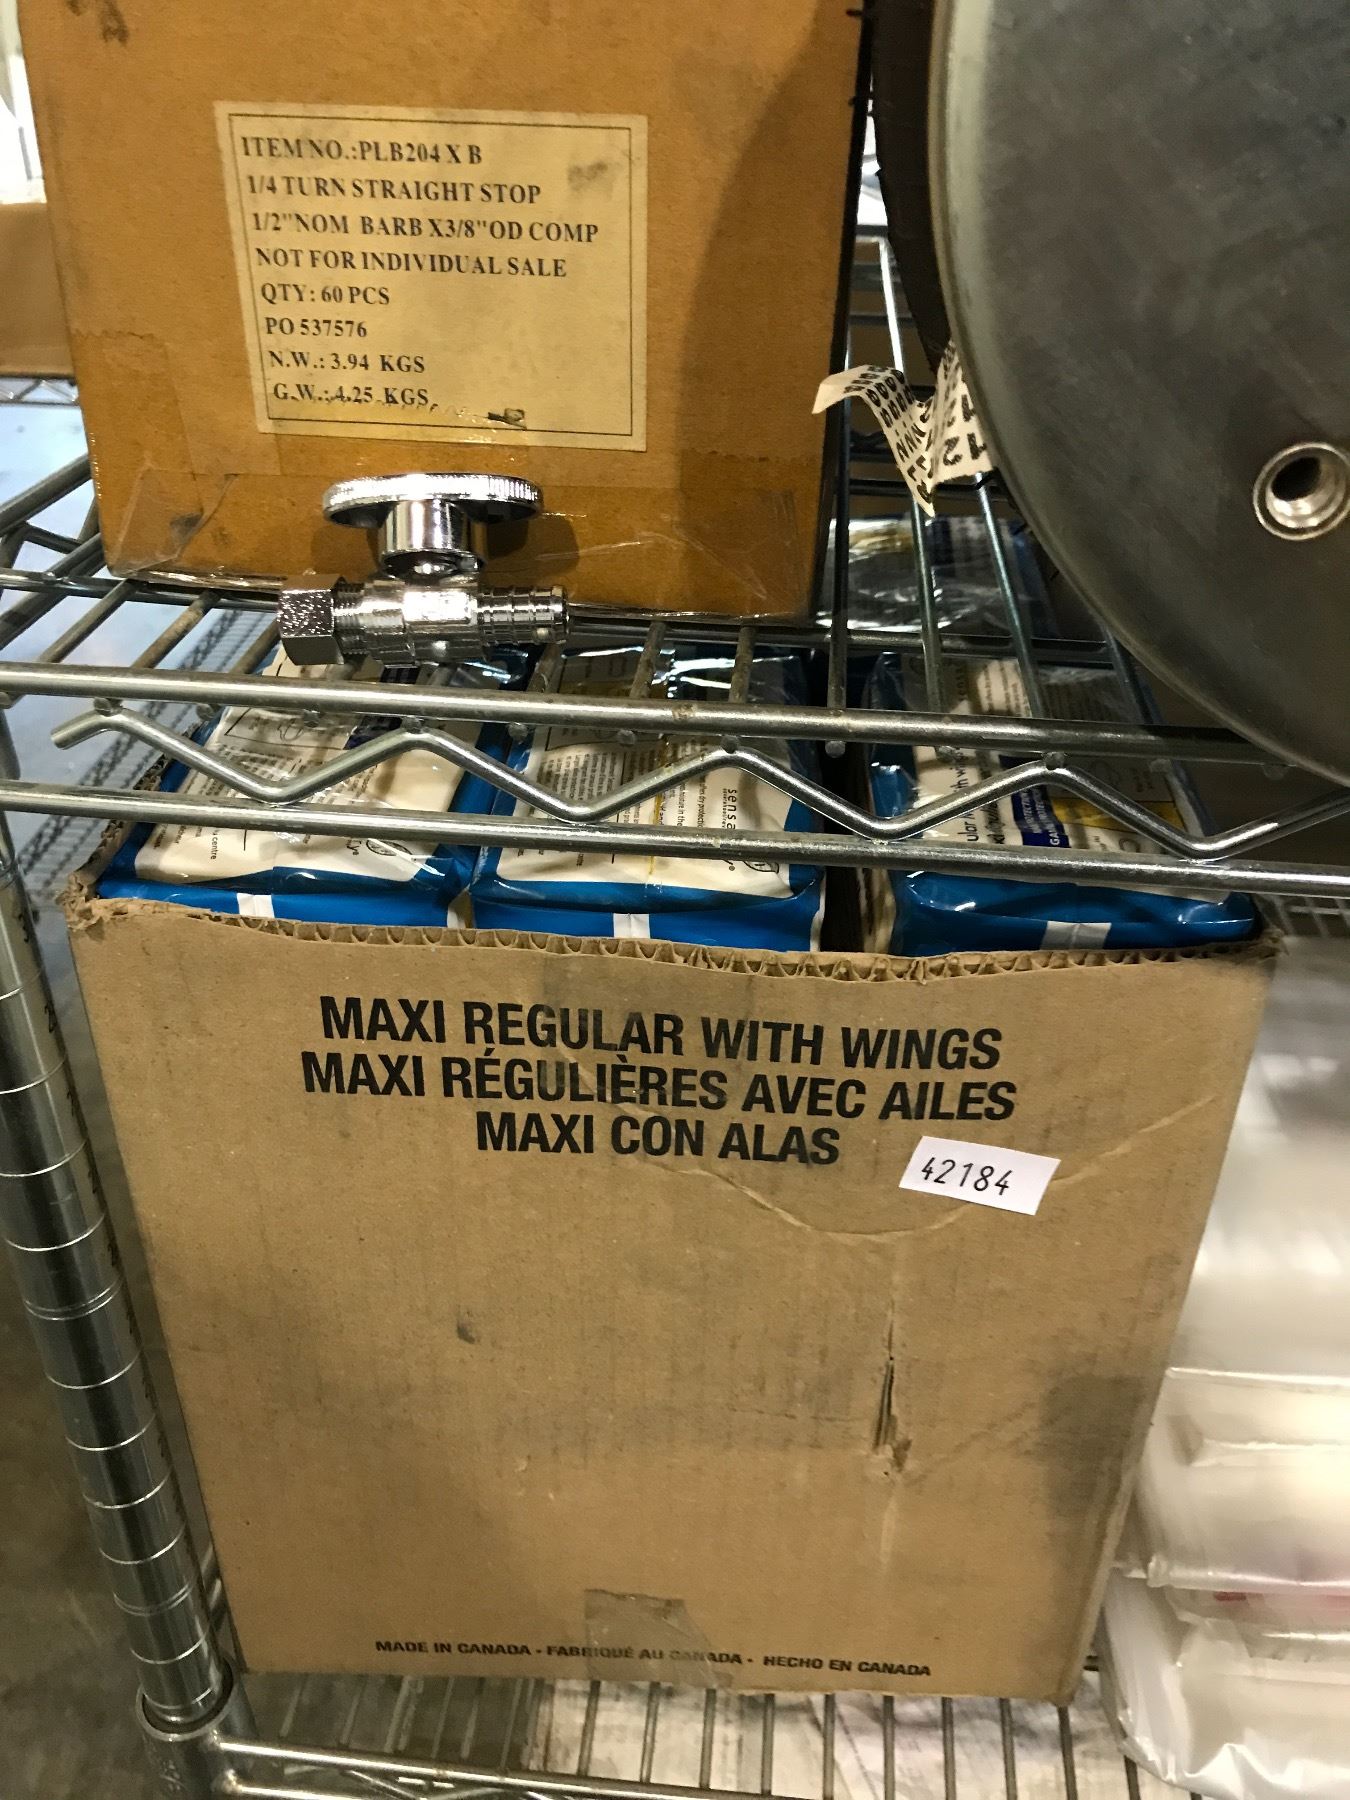 ITEM NO.:PLB204 X B
1/4 TURN STRAIGHT STOP
1/2"NOM BARB X3/8"OD COMP
NOT FOR INDIVIDUAL SALE
QTY: 60 PCS
PO 537576
N.W.: 3.94 KGS
G.W.: 4.25 KGS
MAXI REGULAR WITH WINGS
MAXI RÉGULIÈRES AVEC AILES
MAXI CON ALAS
42184
MADE IN CANADA - FABRIQUÉ AU CANADA - HECHO EN CANADA